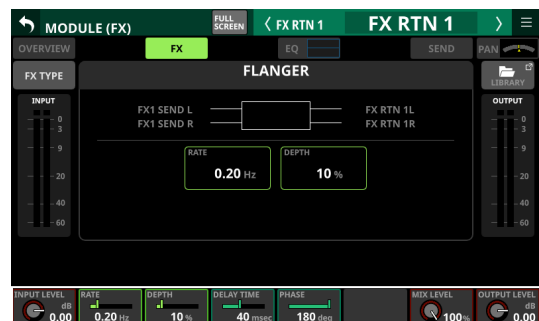 MODULE (FX)
FULL SCREEN
FX RTN 1
FX RTN 1
OVERVIEW
FX
EQ
SEND
PAN
FX TYPE
FLANGER
LIBRARY
INPUT
OUTPUT
0
3
9
20
40
60
FX1 SEND L
FX1 SEND R
FX RTN 1L
FX RTN 1R
RATE
0.20 Hz
DEPTH
10 %
0
3
9
20
40
60
INPUT LEVEL
dB
0.00
RATE
0.20 Hz
DEPTH
10 %
DELAY TIME
40 msec
PHASE
180 deg
MIX LEVEL
100%
OUTPUT LEVEL
dB
0.00